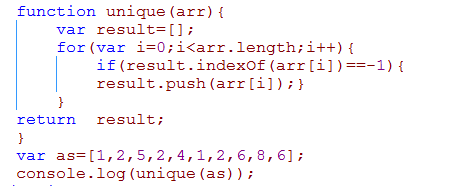 function unique(arr){
    var result=[];
    for(var i=0;i<arr.length;i++){
        if(result.indexOf(arr[i])==-1){
        result.push(arr[i]);}
    }
return  result;
}
var as=[1,2,5,2,4,1,2,6,8,6];
console.log(unique(as));